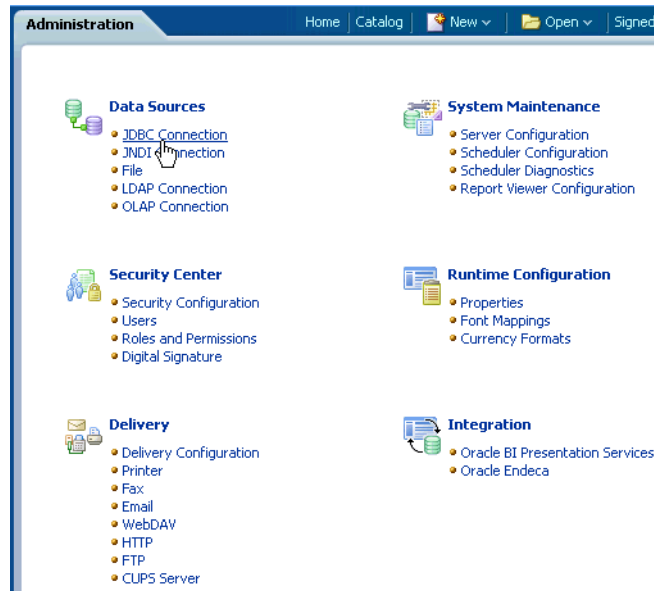 Administration
Home Catalog New Open Signed
Data Sources
JDBC Connection
JNDI Connection
File
LDAP Connection
OLAP Connection
System Maintenance
Server Configuration
Scheduler Configuration
Scheduler Diagnostics
Report Viewer Configuration
Security Center
Security Configuration
Users
Roles and Permissions
Digital Signature
Runtime Configuration
Properties
Font Mappings
Currency Formats
Delivery
Delivery Configuration
Printer
Fax
Email
WebDAV
HTTP
FTP
CUPS Server
Integration
Oracle BI Presentation Services
Oracle Endeca